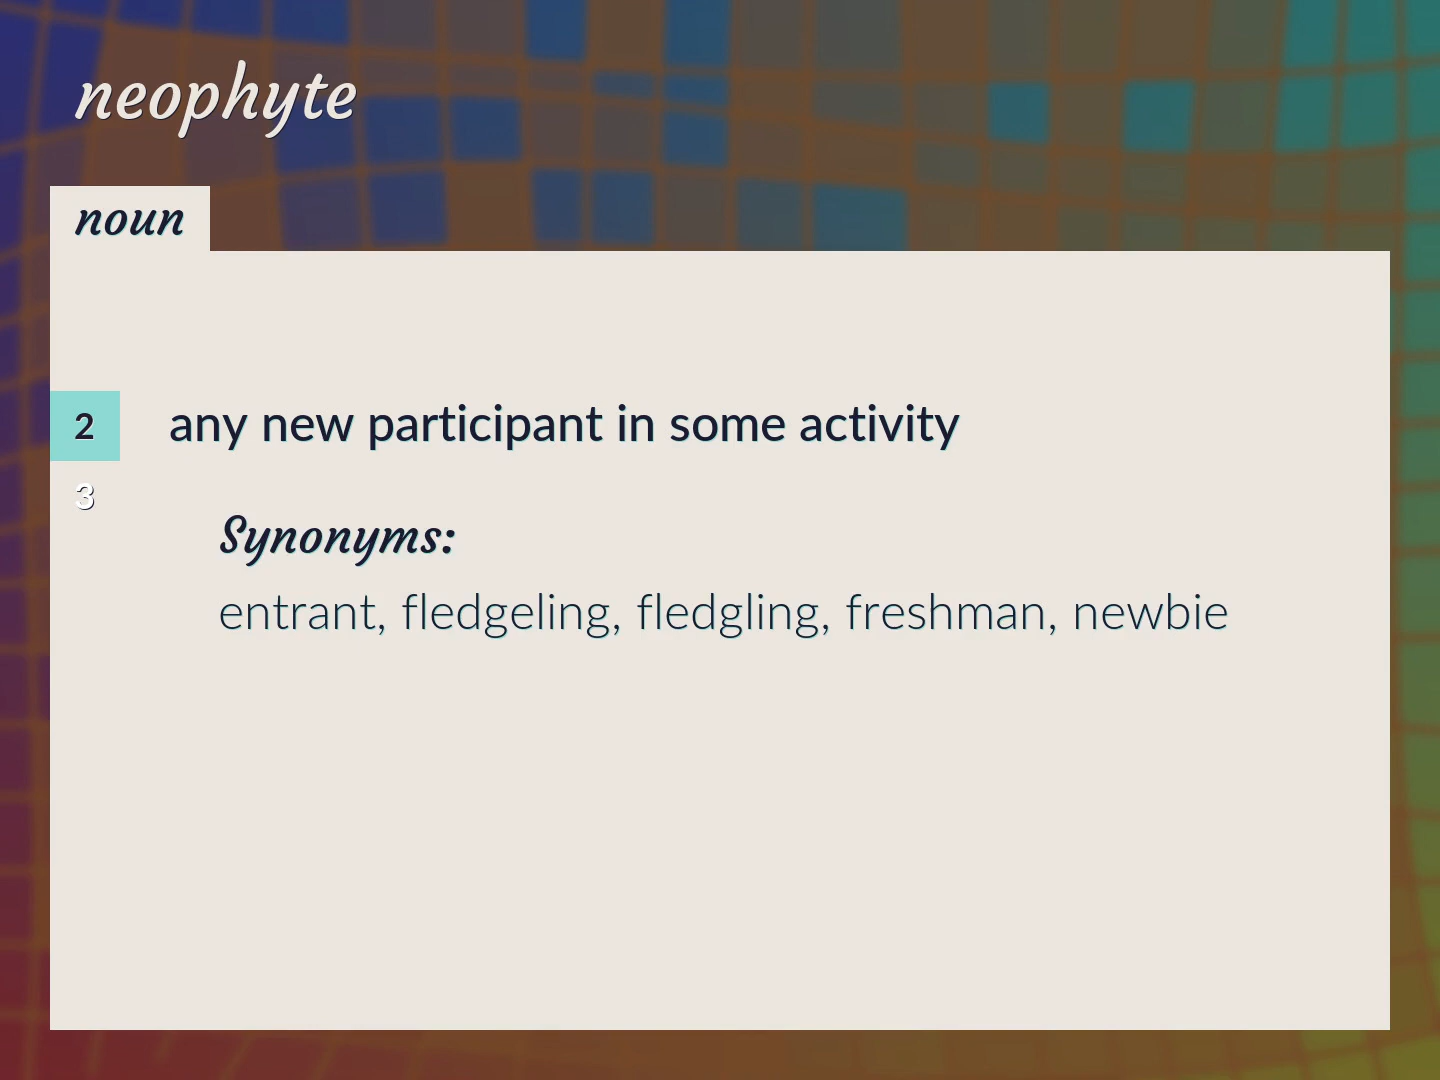 neophyte
noun
2
any new participant in some activity
3
Synonyms:
entrant, fledgeling, fledgling, freshman, newbie